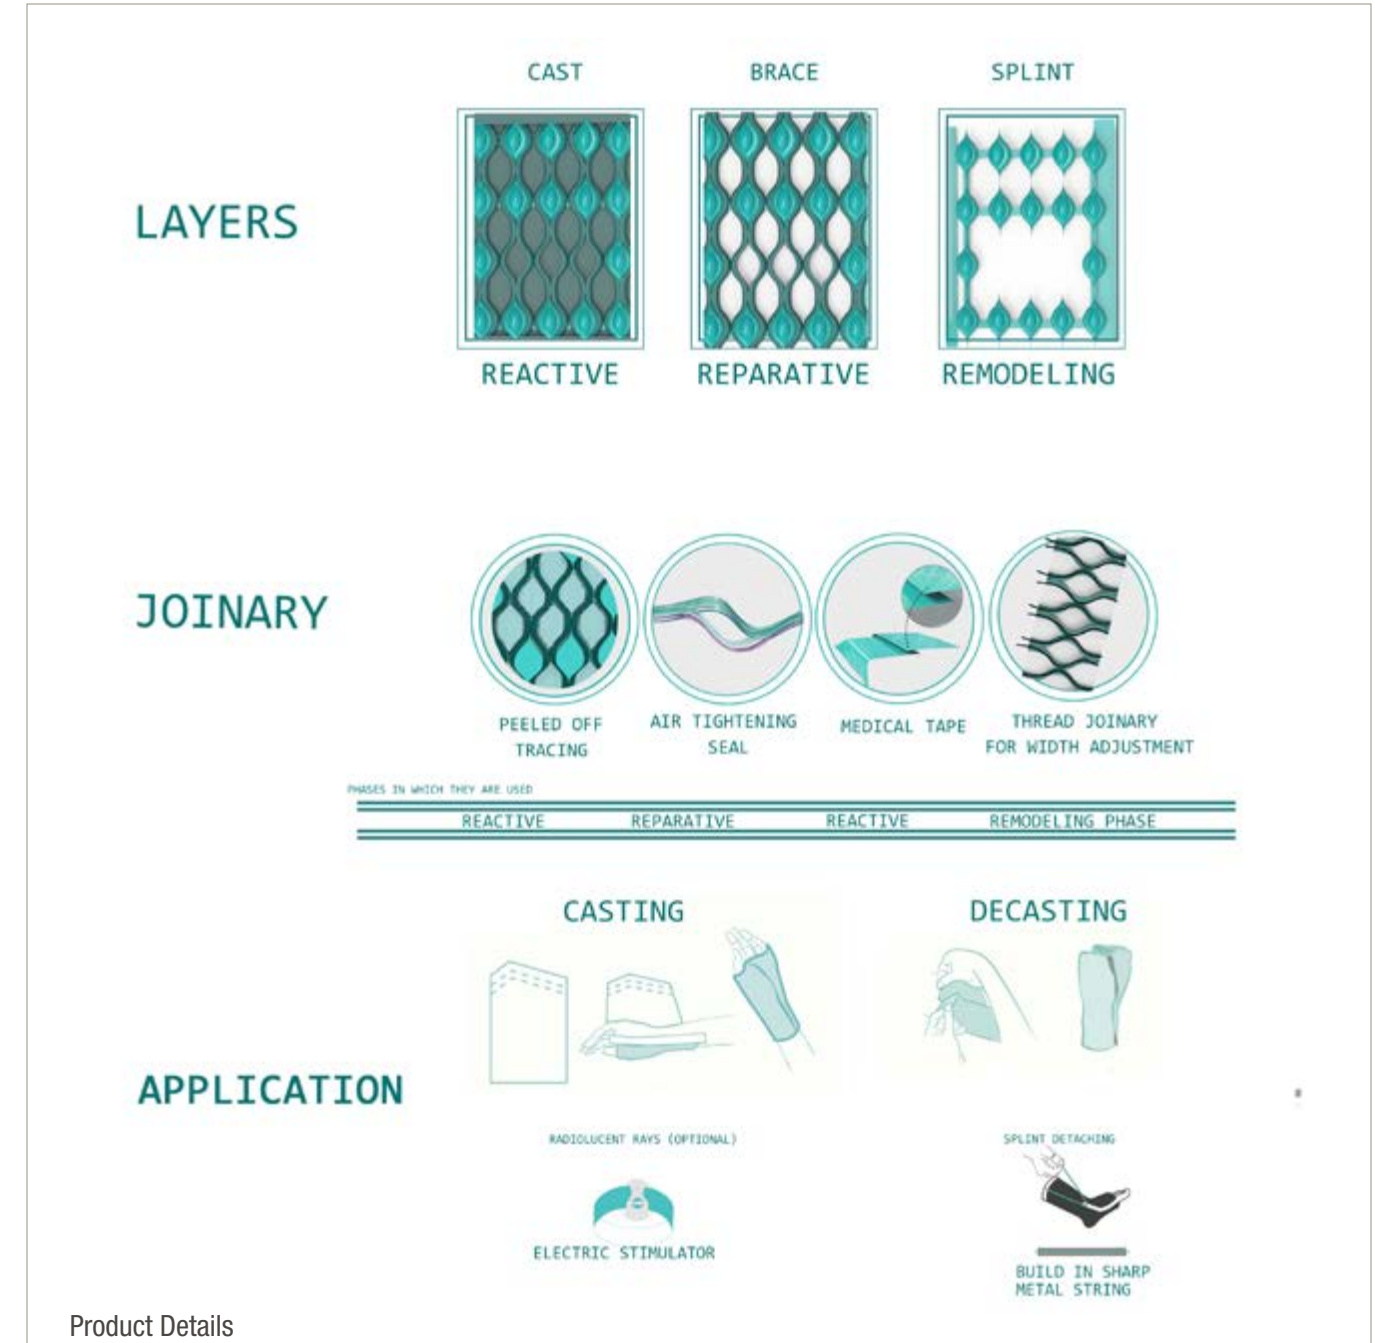 CAST
BRACE
SPLINT
LAYERS
REACTIVE
REPARATIVE
REMODELING
JOINARY
PEELED OFF
TRACING
AIR TIGHTENING
SEAL
MEDICAL TAPE
THREAD JOINARY
FOR WIDTH ADJUSTMENT
PHASES IN WHICH THEY ARE USED
REACTIVE
REPARATIVE
REACTIVE
REMODELING PHASE
CASTING
DECASTING
APPLICATION
RADIOLUCENT RAYS (OPTIONAL)
SPLINT DETACHING
ELECTRIC STIMULATOR
BUILD IN SHARP
METAL STRING
Product Details